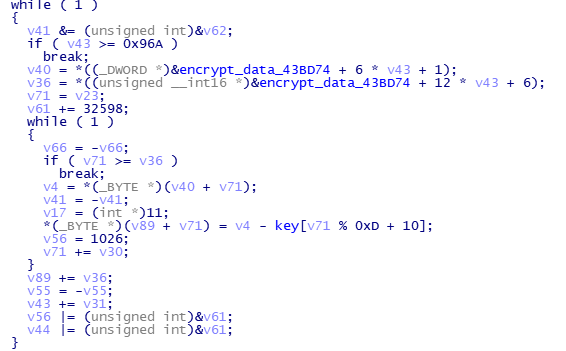 while ( 1 )
{
v41 &= (unsigned int)&v62;
if ( v43 >= 0x96A )
break;
v40 = *((_DWORD *)&encrypt_data_43BD74 + 6 * v43 + 1);
v36 = *((unsigned __int16 *)&encrypt_data_43BD74 + 12 * v43 + 6);
v71 = v23;
v61 += 32598;
while ( 1 )
{
v66 = -v66;
if ( v71 >= v36 )
break;
v4 = *(_BYTE *)(v40 + v71);
v41 = -v41;
v17 = (int *)11;
*(_BYTE *)(v89 + v71) = v4 - key[v71 % 0xD + 10];
v56 = 1026;
v71 += v30;
}
v89 += v36;
v55 = -v55;
v43 += v31;
v56 |= (unsigned int)&v61;
v44 |= (unsigned int)&v61;
}